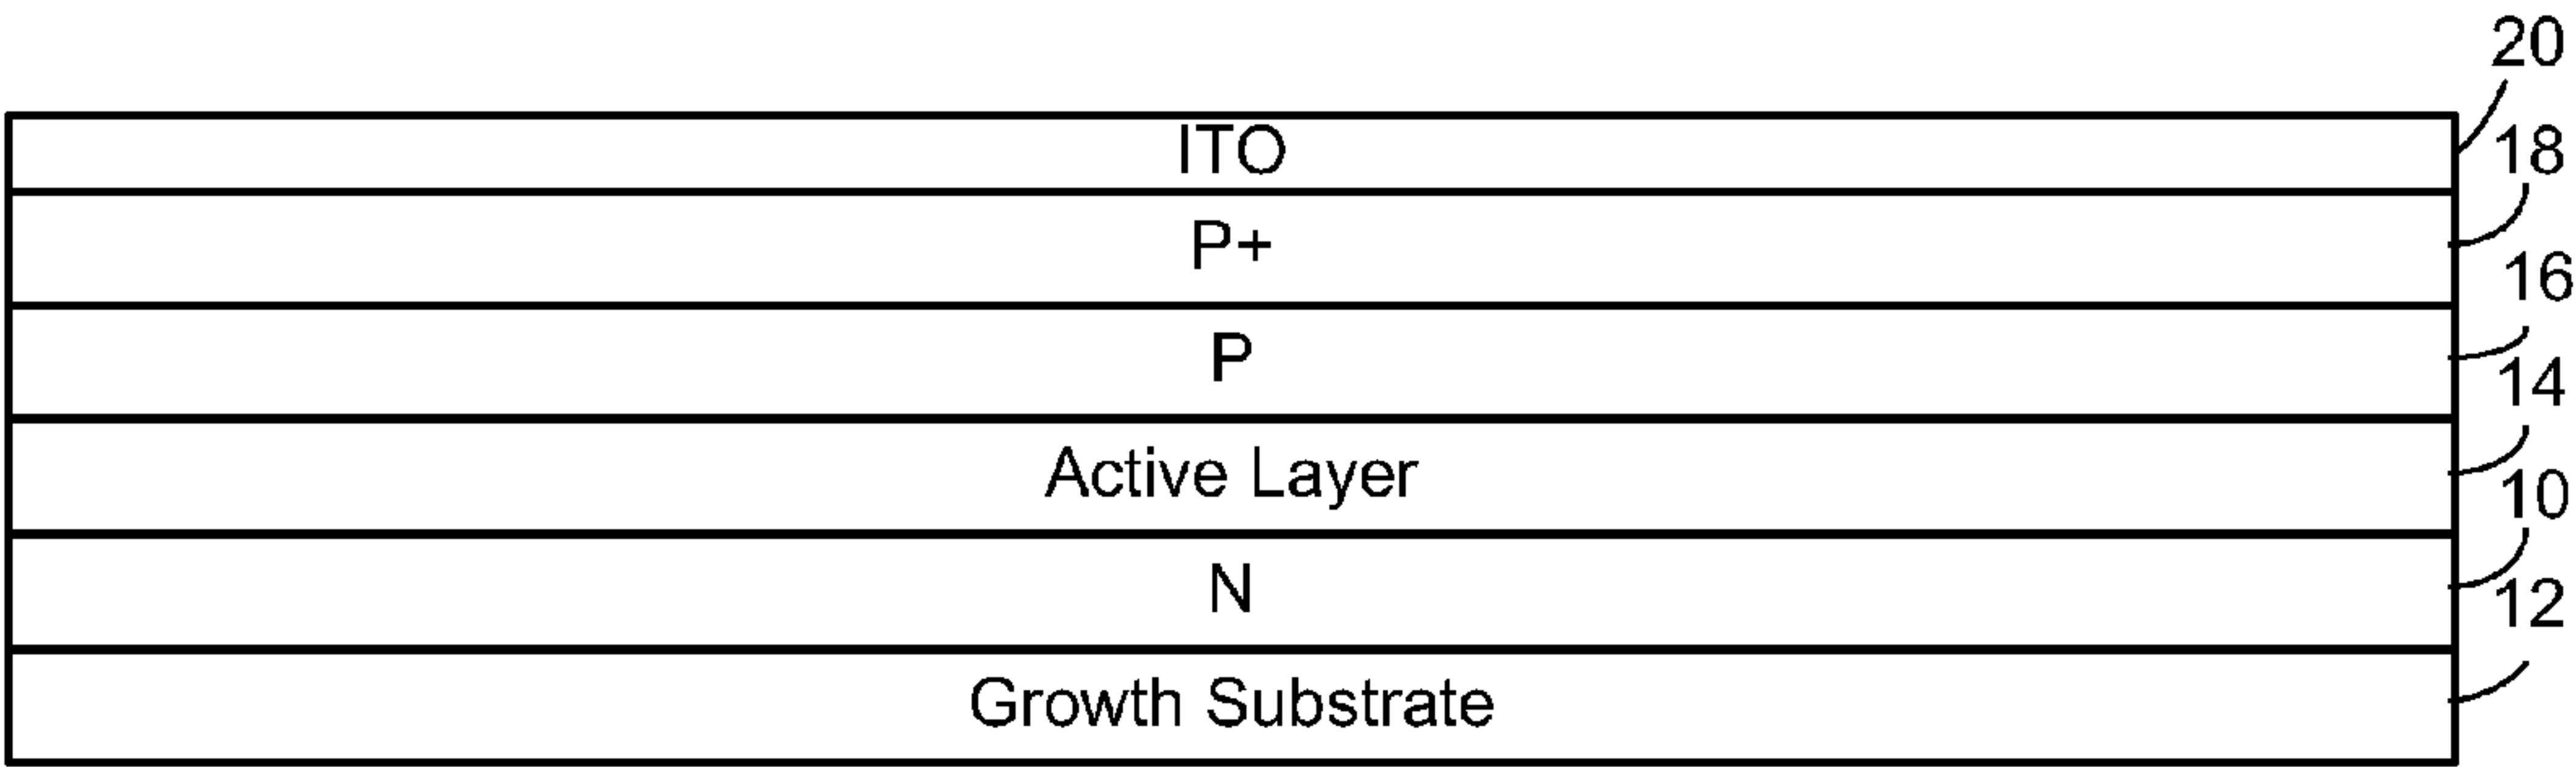 20
ITO
18
P+
16
P
14
Active Layer
10
N
12
Growth Substrate